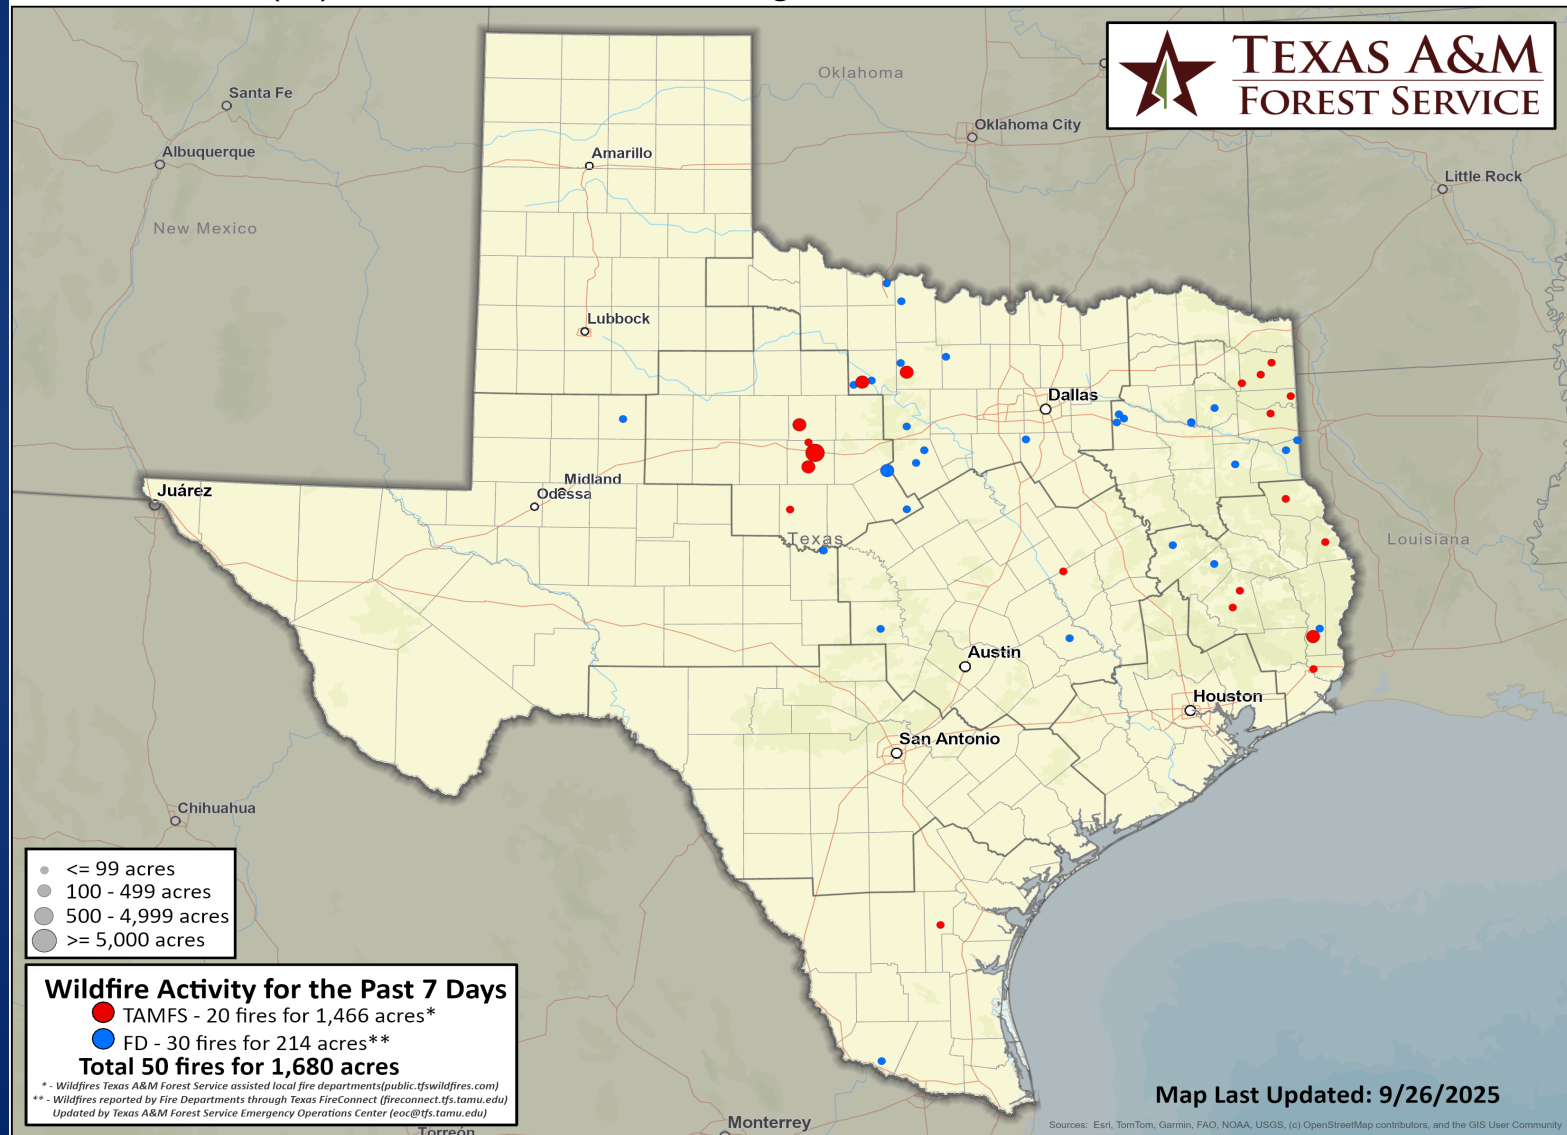 TEXAS A&M
FOREST SERVICE
Oklahoma
Santa Fe
Oklahoma City
Albuquerque
Amarillo
Little Rock
New Mexico
Lubbock
Dallas
Midland
Odessa
Juárez
Texas
Louisiana
Austin
Houston
San Antonio
Chihuahua
<= 99 acres
100 - 499 acres
500 - 4,999 acres
>= 5,000 acres
Wildfire Activity for the Past 7 Days
TAMFS - 20 fires for 1,466 acres*
FD - 30 fires for 214 acres**
Total 50 fires for 1,680 acres
* - Wildfires Texas A&M Forest Service assisted local fire departments(public.tfswildfires.com)
** - Wildfires reported by Fire Departments through Texas FireConnect (fireconnect.tfs.tamu.edu)
Updated by Texas A&M Forest Service Emergency Operations Center (eoc@tfs.tamu.edu)
Map Last Updated: 9/26/2025
Monterrey
Torreón
Sources: Esri, TomTom, Garmin, FAO, NOAA, USGS, (c) OpenStreetMap contributors, and the GIS User Community